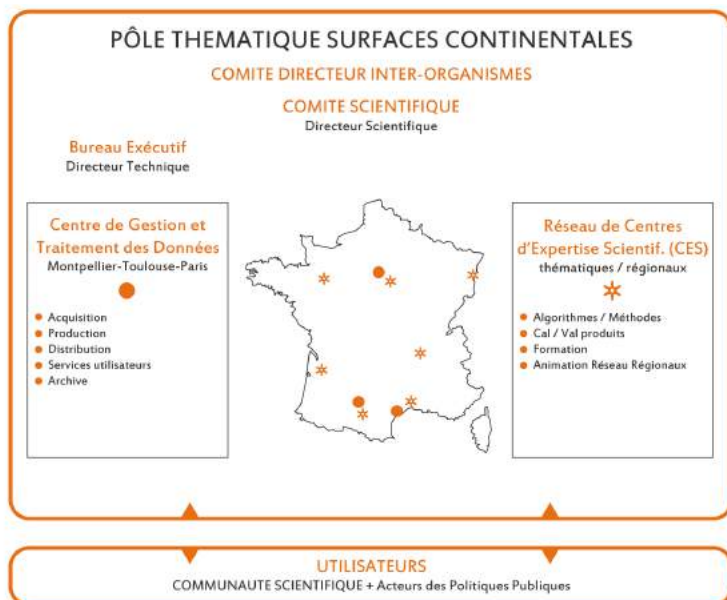 PÔLE THEMATIQUE SURFACES CONTINENTALES
COMITE DIRECTEUR INTER-ORGANISMES
COMITE SCIENTIFIQUE
Directeur Scientifique
Bureau Exécutif
Directeur Technique
Centre de Gestion et
Traitement des Données
Montpellier-Toulouse-Paris
Acquisition
Production
Distribution
Services utilisateurs
Archive
Réseau de Centres
d'Expertise Scientif. (CES)
thématiques / régionaux
Algorithmes / Méthodes
Cal / Val produits
Formation
Animation Réseau Régionaux
UTILISATEURS
COMMUNAUTE SCIENTIFIQUE + Acteurs des Politiques Publiques